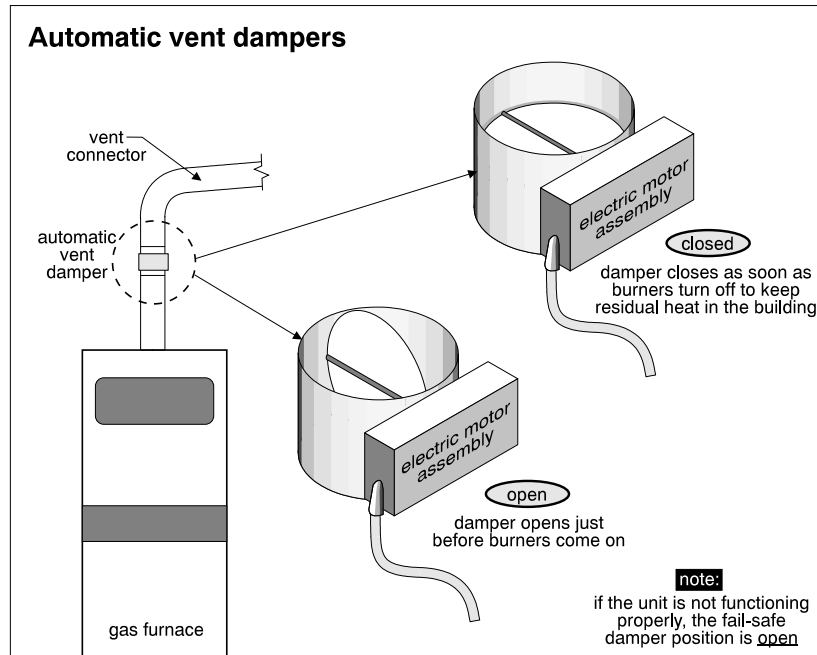 Automatic vent dampers
vent
connector
automatic
vent
damper
electric motor
assembly
closed
damper closes as soon as
burners turn off to keep
residual heat in the building
electric motor
assembly
open
damper opens just
before burners come on
gas furnace
note:
if the unit is not functioning
properly, the fail-safe
damper position is open